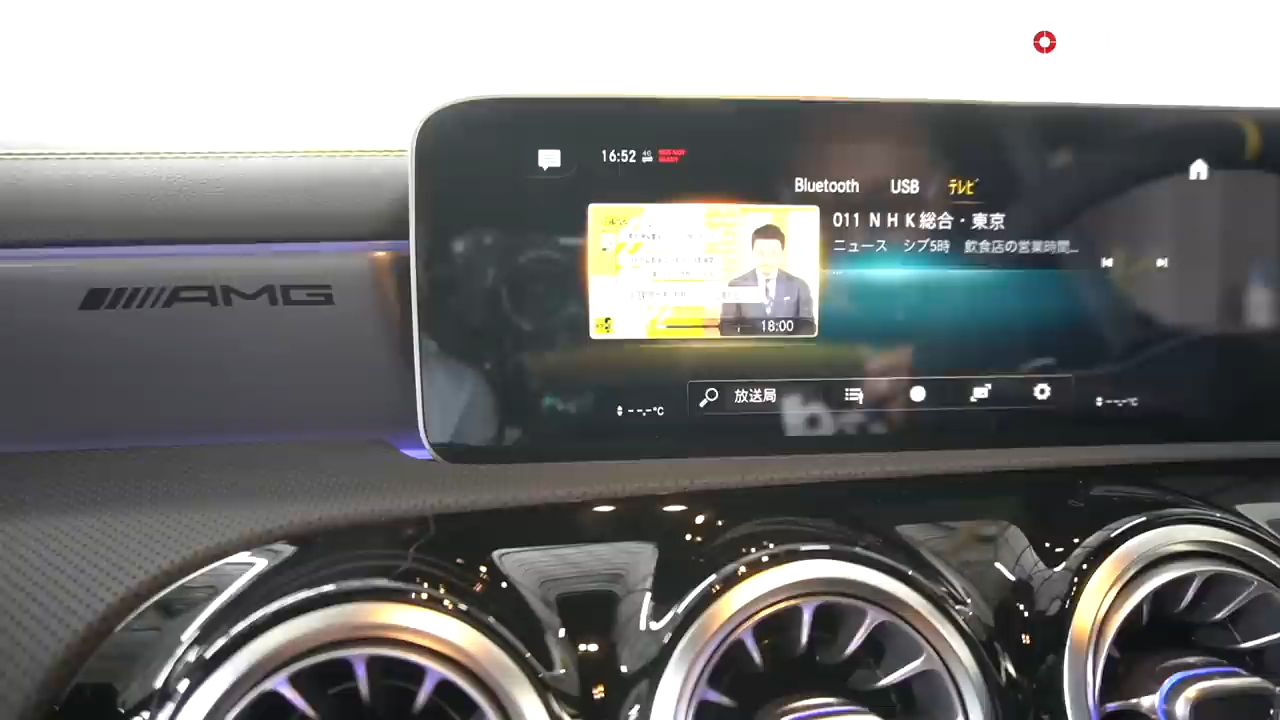 16:52 4G
Bluetooth USB テレビ
011 NHK総合・東京
ニュース シブ5時 飲食店の営業時間…
18:00
放送局
--.-°C
--.-°C
AMG